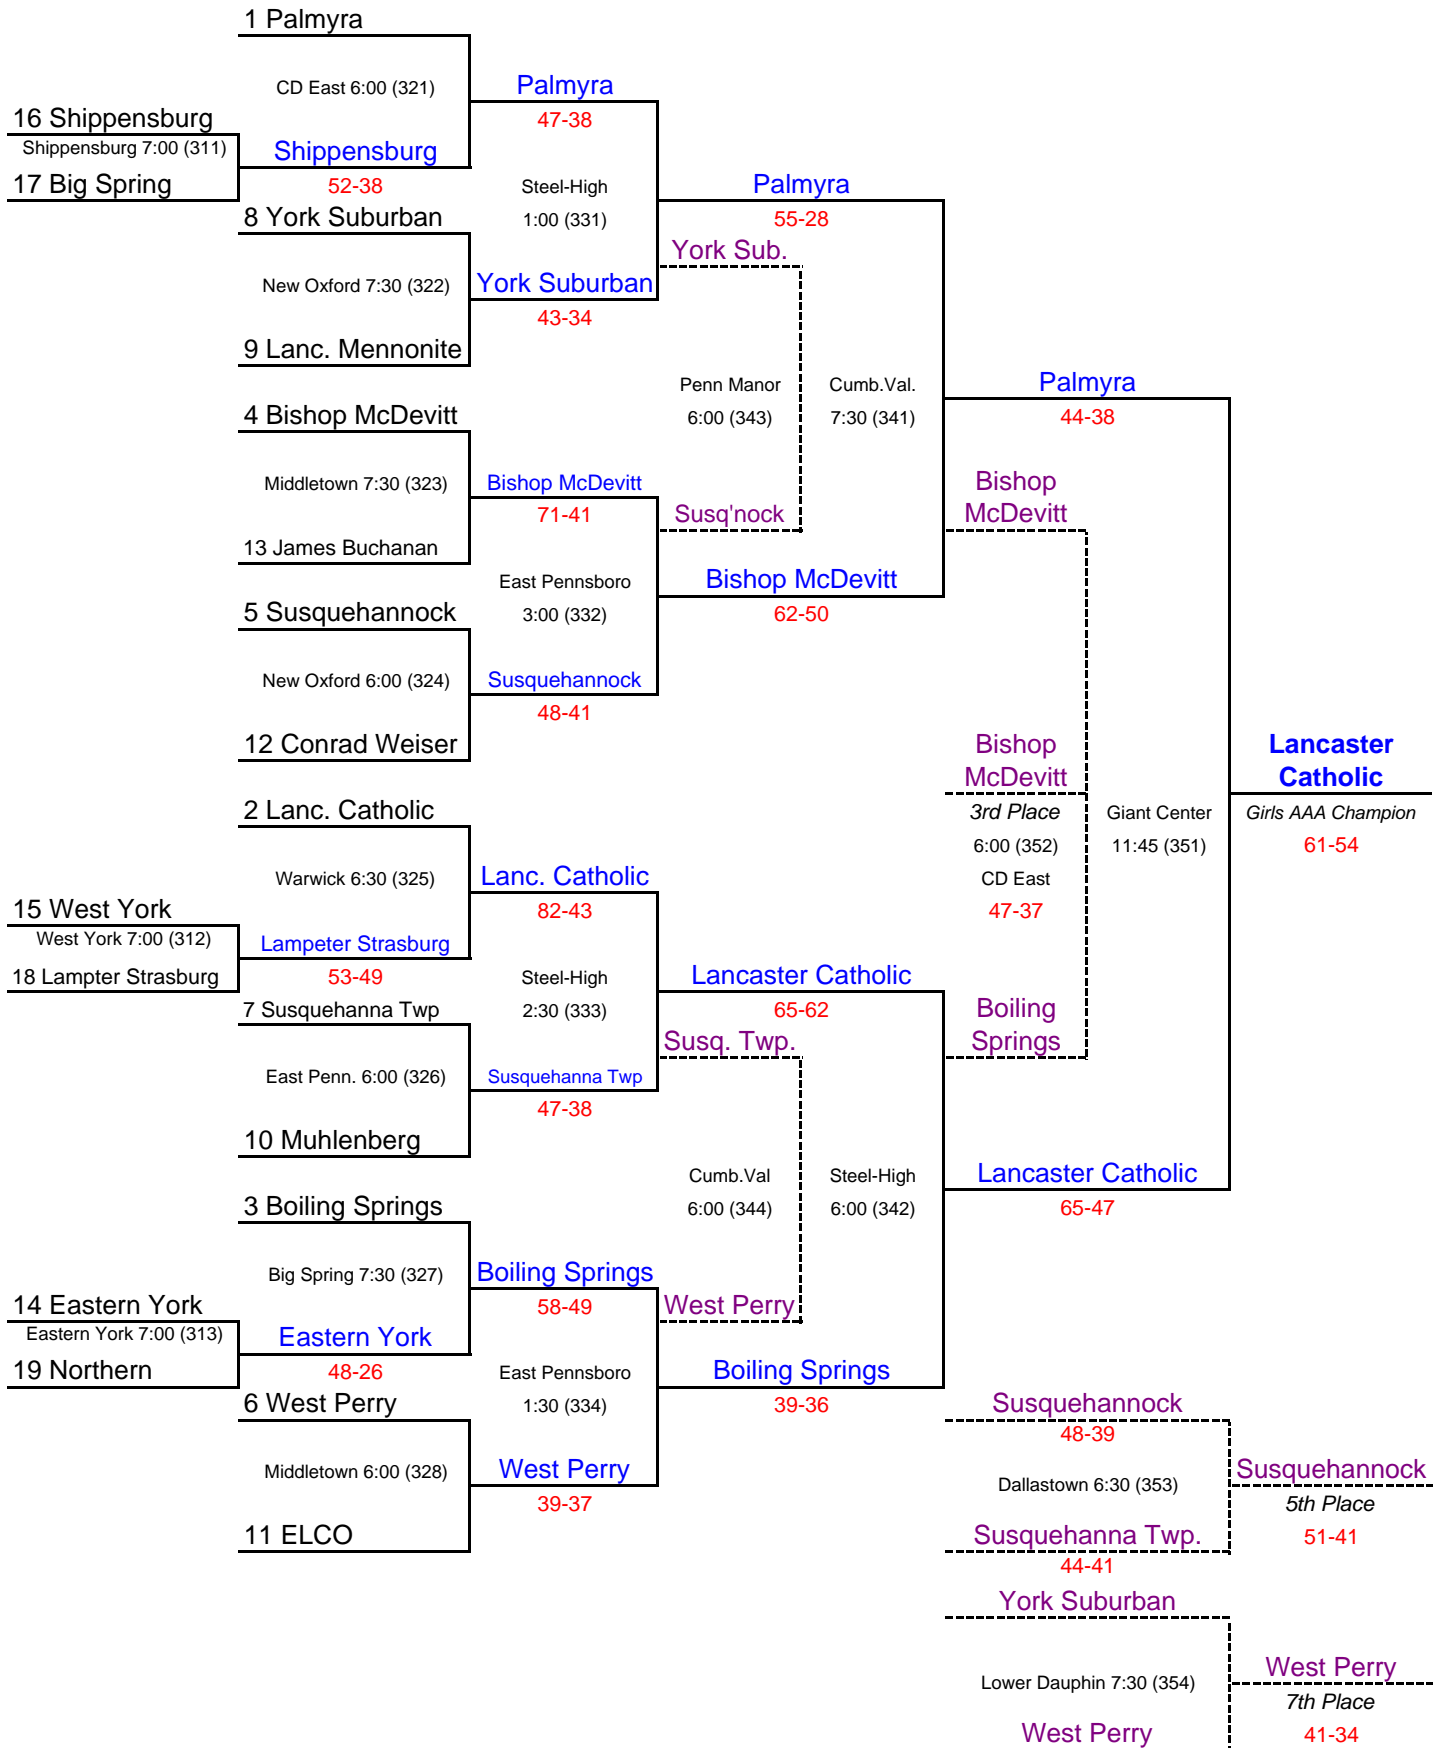 1 Palmyra
CD East 6:00 (321)
Palmyra
47-38
16 Shippensburg
Shippensburg 7:00 (311)
Shippensburg
17 Big Spring
52-38
Steel-High
1:00 (331)
Palmyra
55-28
8 York Suburban
York Sub.
New Oxford 7:30 (322)
York Suburban
43-34
9 Lanc. Mennonite
Penn Manor
6:00 (343)
Cumb.Val.
7:30 (341)
Palmyra
44-38
4 Bishop McDevitt
Middletown 7:30 (323)
Bishop McDevitt
71-41
Susq'nock
Bishop
McDevitt
13 James Buchanan
East Pennsboro
3:00 (332)
Bishop McDevitt
62-50
5 Susquehannock
New Oxford 6:00 (324)
Susquehannock
48-41
12 Conrad Weiser
Bishop
McDevitt
3rd Place
6:00 (352)
CD East
47-37
Giant Center
11:45 (351)
Lancaster
Catholic
Girls AAA Champion
61-54
2 Lanc. Catholic
Warwick 6:30 (325)
Lanc. Catholic
82-43
15 West York
West York 7:00 (312)
Lampeter Strasburg
18 Lampter Strasburg
53-49
Steel-High
2:30 (333)
Lancaster Catholic
65-62
7 Susquehanna Twp
Susq. Twp.
Boiling
Springs
East Penn. 6:00 (326)
Susquehanna Twp
47-38
10 Muhlenberg
Cumb.Val
6:00 (344)
Steel-High
6:00 (342)
Lancaster Catholic
65-47
3 Boiling Springs
Big Spring 7:30 (327)
Boiling Springs
58-49
West Perry
14 Eastern York
Eastern York 7:00 (313)
Eastern York
19 Northern
48-26
East Pennsboro
1:30 (334)
Boiling Springs
39-36
6 West Perry
Middletown 6:00 (328)
West Perry
39-37
11 ELCO
Susquehannock
48-39
Dallastown 6:30 (353)
Susquehannock
5th Place
51-41
Susquehanna Twp.
44-41
York Suburban
Lower Dauphin 7:30 (354)
West Perry
7th Place
41-34
West Perry